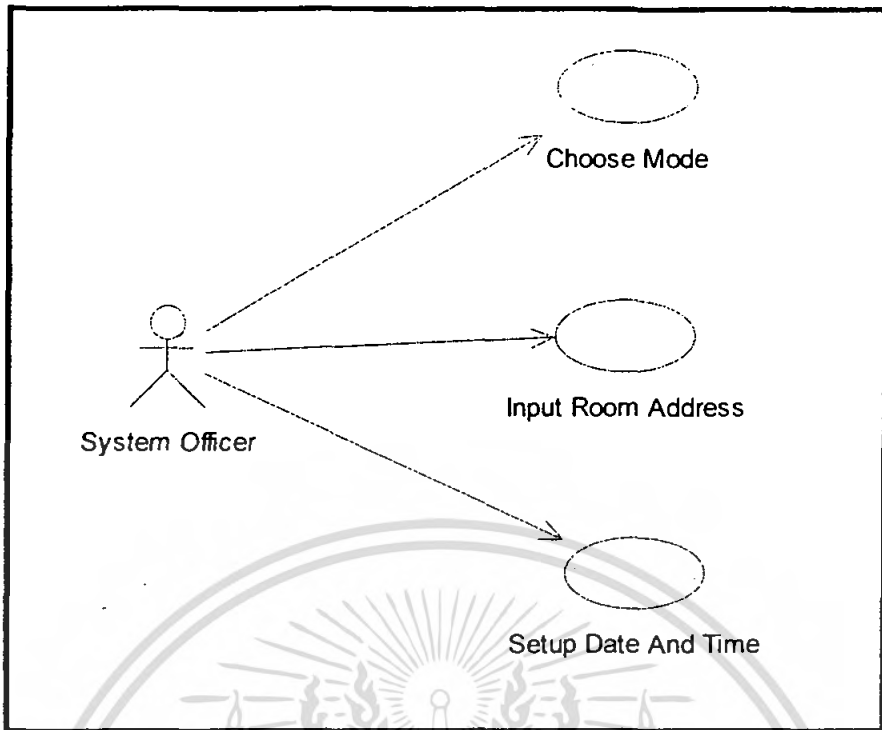 Choose Mode
Input Room Address
System Officer
Setup Date And Time